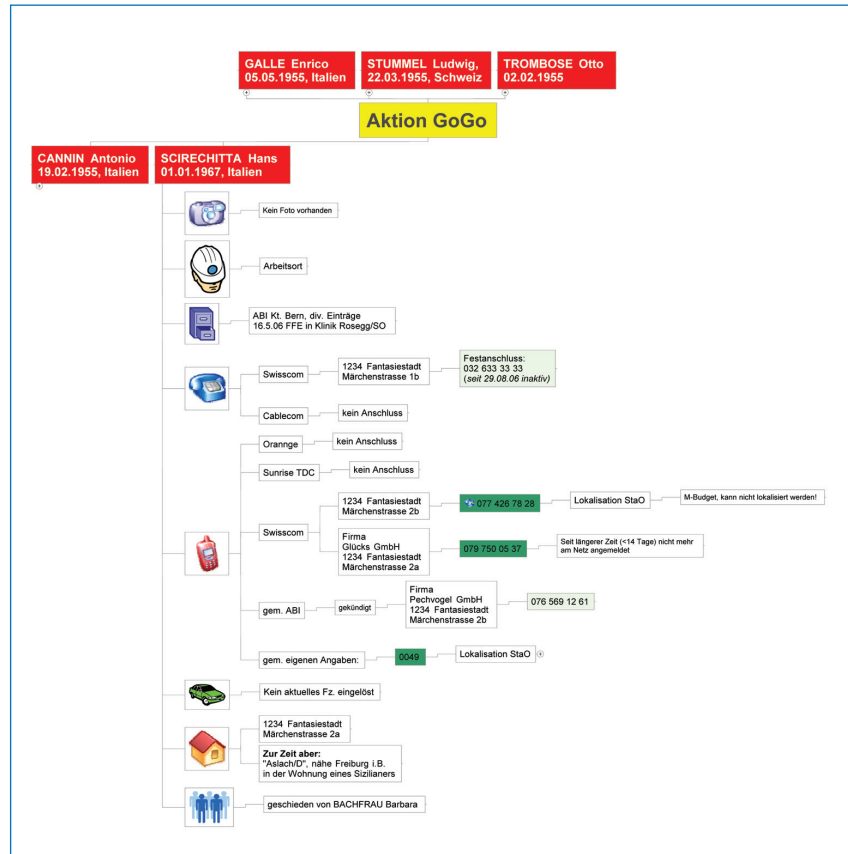 GALLE Enrico
05.05.1955, Italien
STUMMEL Ludwig,
22.03.1955, Schweiz
TROMBOSE Otto
02.02.1955
Aktion GoGo
CANNIN Antonio
19.02.1955, Italien
SCIRECHITTA Hans
01.01.1967, Italien
Kein Foto vorhanden
Arbeitsort
ABI Kt. Bern, div. Einträge
16.5.06 FFE in Klinik Rosegg/SO
Swisscom
1234 Fantasiestadt
Märchenstrasse 1b
Festanschluss:
032 633 33 33
(seit 29.08.06 inaktiv)
Cablecom
kein Anschluss
Orannge
kein Anschluss
Sunrise TDC
kein Anschluss
Swisscom
1234 Fantasiestadt
Märchenstrasse 2b
077 426 78 28
Lokalisation StaO
M-Budget, kann nicht lokalisiert werden!
Firma
Glücks GmbH
1234 Fantasiestadt
Märchenstrasse 2a
079 750 05 37
Seit längerer Zeit (<14 Tage) nicht mehr
am Netz angemeldet
gem. ABI
gekündigt
Firma
Pechvogel GmbH
1234 Fantasiestadt
Märchenstrasse 2b
076 569 12 61
gem. eigenen Angaben:
0049
Lokalisation StaO
Kein aktuelles Fz. eingelöst
1234 Fantasiestadt
Märchenstrasse 2a
Zur Zeit aber:
"Aslach/D", nähe Freiburg i.B.
in der Wohnung eines Sizilianers
geschieden von BACHFRAU Barbara